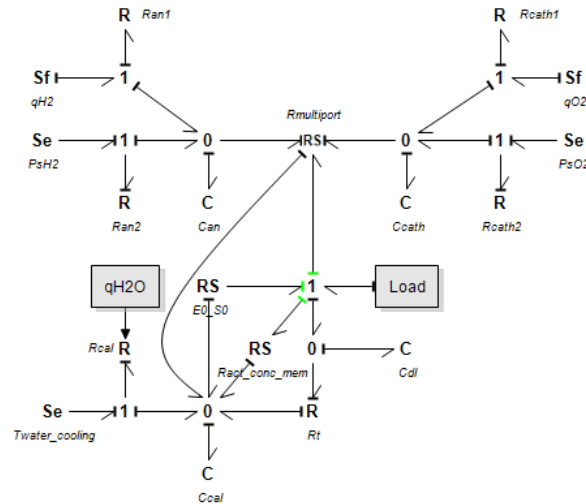 R Ran1
R Rcath1
Sf 1
1 Sf
qH2
qO2
Rmultiport
Se 1 0 RS 0 1 Se
PsH2
PsO2
R C C R
Ran2 Can Ccath Rcath2
qH2O RS 1 Load
E0_S0
Rcal R RS 0 C
Ract_conc_mem Cdl
Se 1 0 R
Twater_cooling Rt
C
Ccal